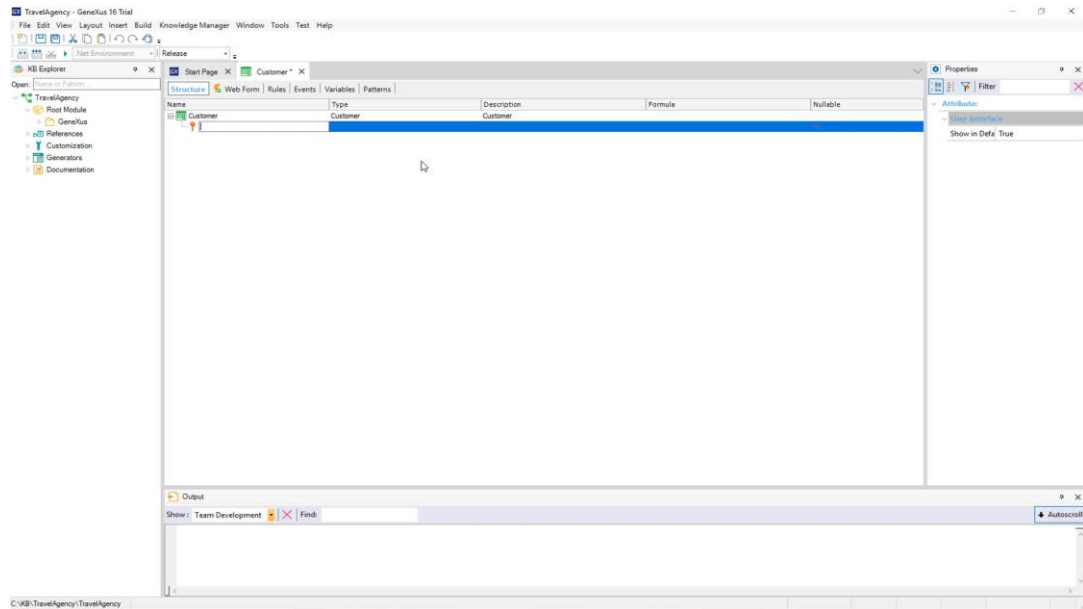 TravelAgency - GeneXus 16 Trial
File Edit View Layout Insert Build Knowledge Manager Window Tools Test Help
.Net Environment Release
KB Explorer
Open: Name or Pattern
TravelAgency
Root Module
GeneXus
References
Customization
Generators
Documentation
Start Page Customer*
Structure Web Form Rules Events Variables Patterns
Name Type Description Formula Nullable
Customer Customer Customer
Properties
Filter
Attribute:
User Interface
Show in Defa True
Output
Show: Team Development Find:
Autoscroll
C:\KB\TravelAgency\TravelAgency